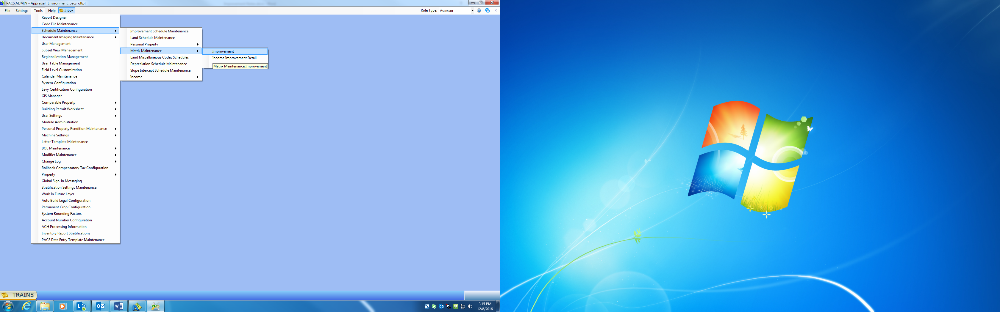 PACS.ADMIN - Appraisal [Environment: pacs_oltp]
File Settings Tools Help Inbox Role Type: Assessor
Report Designer
Code File Maintenance
Schedule Maintenance
Document Imaging Maintenance
User Management
Subset View Management
Regionalization Management
User Table Management
Field Level Customization
Calendar Maintenance
System Configuration
Levy Certification Configuration
GIS Manager
Comparable Property
Building Permit Worksheet
User Settings
Module Administration
Personal Property Rendition Maintenance
Machine Settings
Letter Template Maintenance
BOE Maintenance
Modifier Maintenance
Change Log
Rollback Compensatory Tax Configuration
Property
Global Sign-In Messaging
Stratification Settings Maintenance
Work In Future Layer
Auto Build Legal Configuration
Permanent Crop Configuration
System Rounding Factors
Account Number Configuration
ACH Processing Information
Inventory Report Stratifications
PACS Data Entry Template Maintenance
Improvement Schedule Maintenance
Land Schedule Maintenance
Personal Property
Matrix Maintenance
Land Miscellaneous Codes Schedules
Depreciation Schedule Maintenance
Slope Intercept Schedule Maintenance
Income
Improvement
Income Improvement Detail
Matrix Maintenance Improvement
TRAIN5
PACS
3:15 PM
12/8/2016